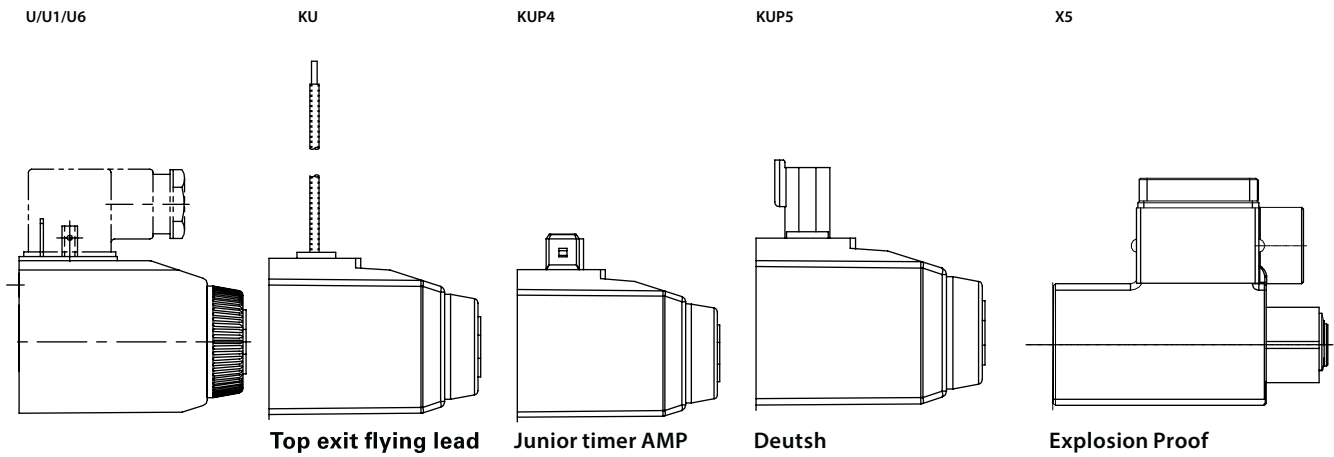 U/U1/U6
KU
KUP4
KUP5
X5
Top exit flying lead
Junior timer AMP
Deutsh
Explosion Proof